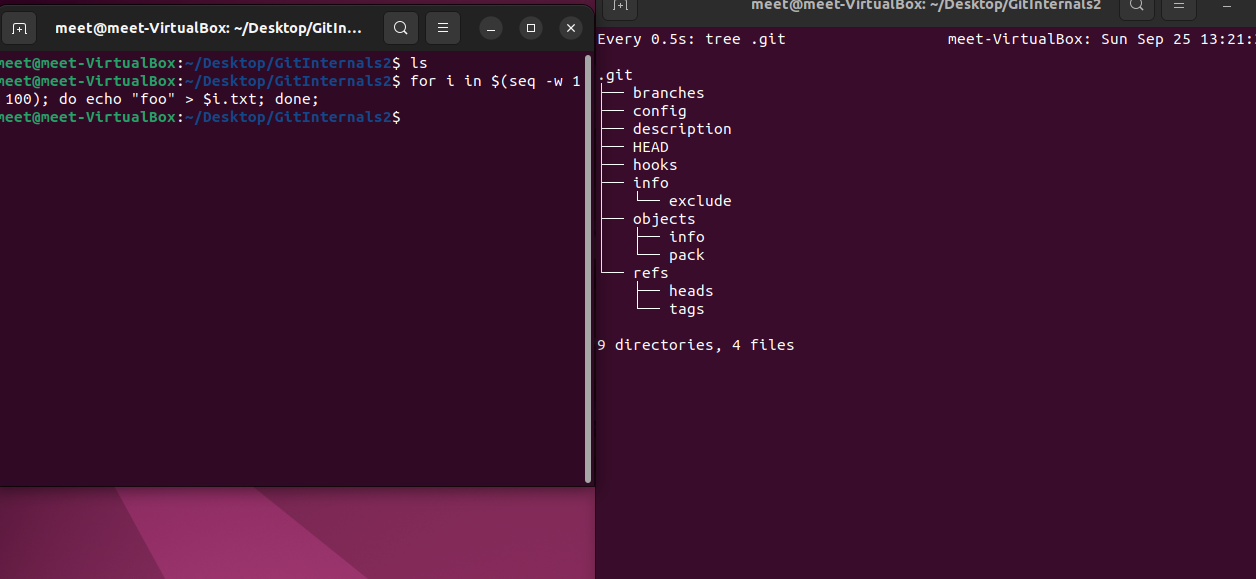 meet@meet-VirtualBox: ~/Desktop/GitIn...
meet@meet-VirtualBox:~/Desktop/GitInternals2$ ls
meet@meet-VirtualBox:~/Desktop/GitInternals2$ for i in $(seq -w 1
100); do echo "foo" > $i.txt; done;
meet@meet-VirtualBox:~/Desktop/GitInternals2$
meet@meet-VirtualBox: ~/Desktop/GitInternals2
Every 0.5s: tree .git meet-VirtualBox: Sun Sep 25 13:21:
.git
├── branches
├── config
├── description
├── HEAD
├── hooks
├── info
│   └── exclude
├── objects
│   ├── info
│   └── pack
└── refs
    ├── heads
    └── tags
9 directories, 4 files